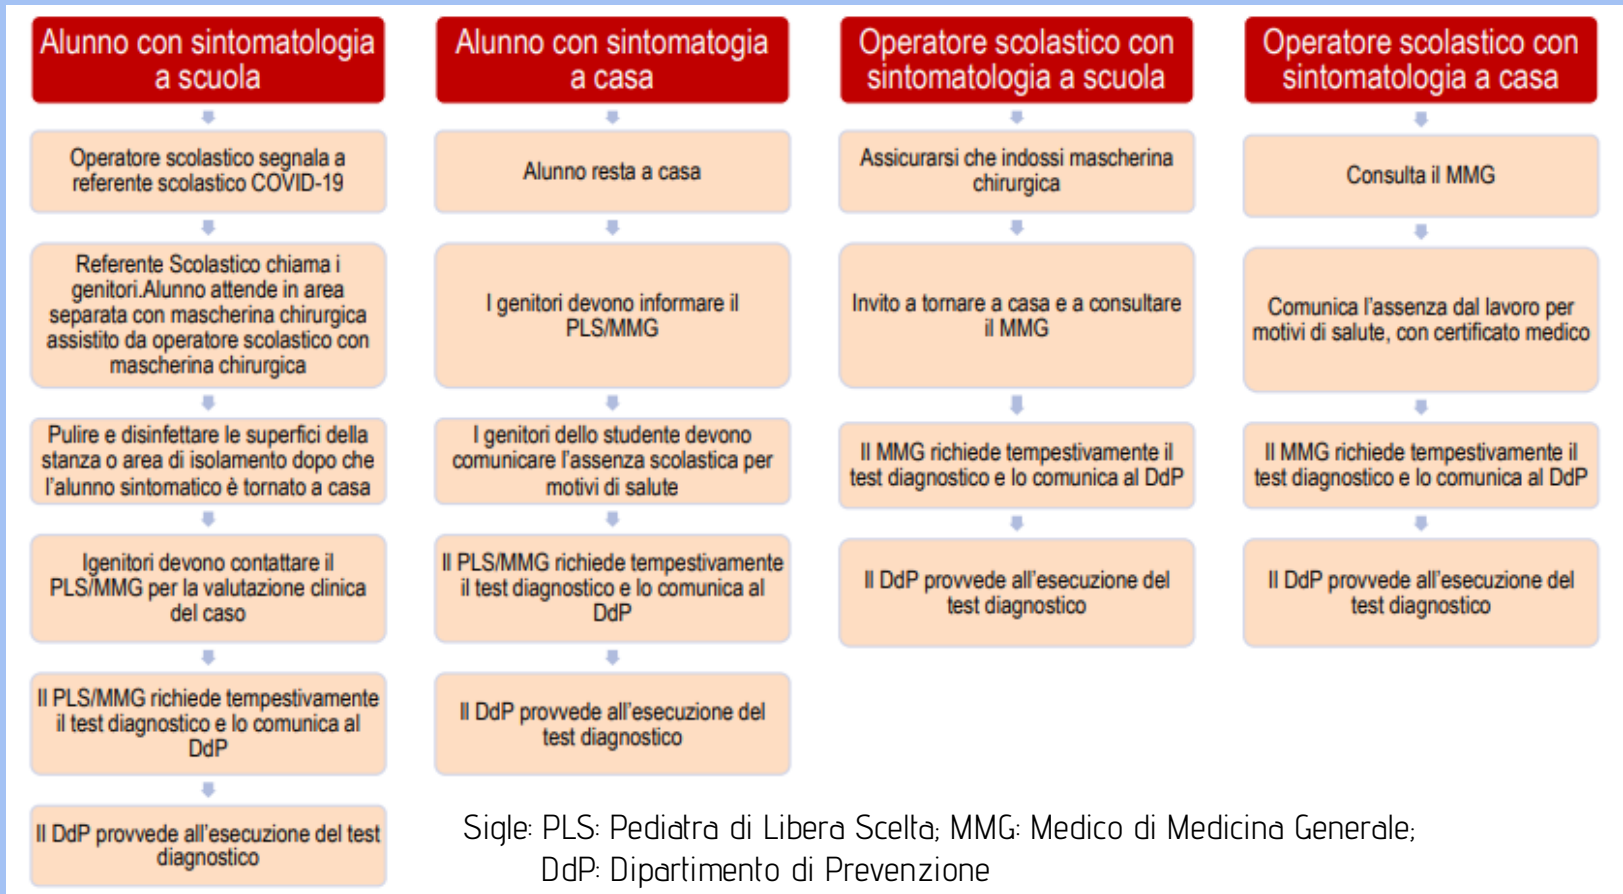 Alunno con sintomatologia
a scuola
Operatore scolastico segnala a
referente scolastico COVID-19
Referente Scolastico chiama i
genitori.Alunno attende in area
separata con mascherina chirurgica
assistito da operatore scolastico con
mascherina chirurgica
Pulire e disinfettare le superfici della
stanza o area di isolamento dopo che
l'alunno sintomatico è tornato a casa
Igenitori devono contattare il
PLS/MMG per la valutazione clinica
del caso
Il PLS/MMG richiede tempestivamente
il test diagnostico e lo comunica al
DdP
Il DdP provvede all'esecuzione del test
diagnostico
Alunno con sintomatogia
a casa
Alunno resta a casa
I genitori devono informare il
PLS/MMG
I genitori dello studente devono
comunicare l'assenza scolastica per
motivi di salute
Il PLS/MMG richiede tempestivamente
il test diagnostico e lo comunica al
DdP
Il DdP provvede all'esecuzione del
test diagnostico
Operatore scolastico con
sintomatologia a scuola
Assicurarsi che indossi mascherina
chirurgica
Invito a tornare a casa e a consultare
il MMG
Il MMG richiede tempestivamente il
test diagnostico e lo comunica al DdP
Il DdP provvede all'esecuzione del
test diagnostico
Operatore scolastico con
sintomatologia a casa
Consulta il MMG
Comunica l'assenza dal lavoro per
motivi di salute, con certificato medico
Il MMG richiede tempestivamente il
test diagnostico e lo comunica al DdP
Il DdP provvede all'esecuzione del
test diagnostico
Sigle: PLS: Pediatra di Libera Scelta; MMG: Medico di Medicina Generale;
DdP: Dipartimento di Prevenzione